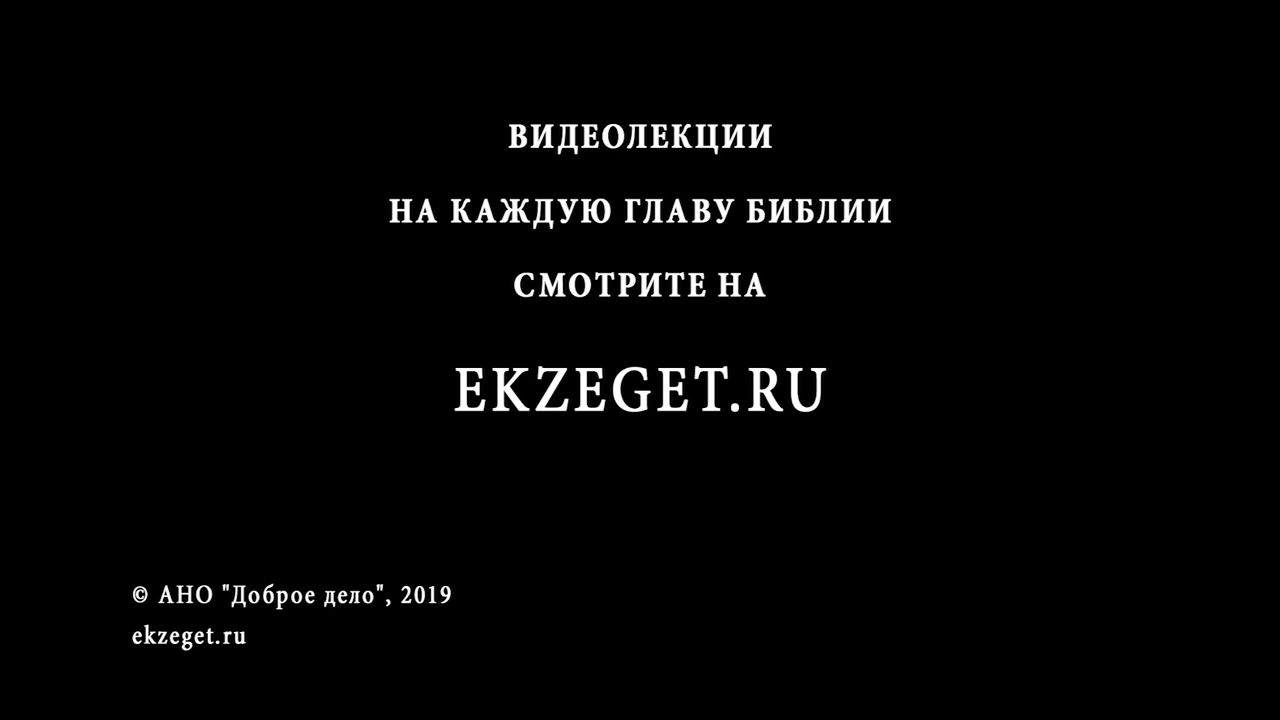 ВИДЕОЛЕКЦИИ
НА КАЖДУЮ ГЛАВУ БИБЛИИ
СМОТРИТЕ НА
EKZEGET.RU
© АНО "Доброе дело", 2019
ekzeget.ru